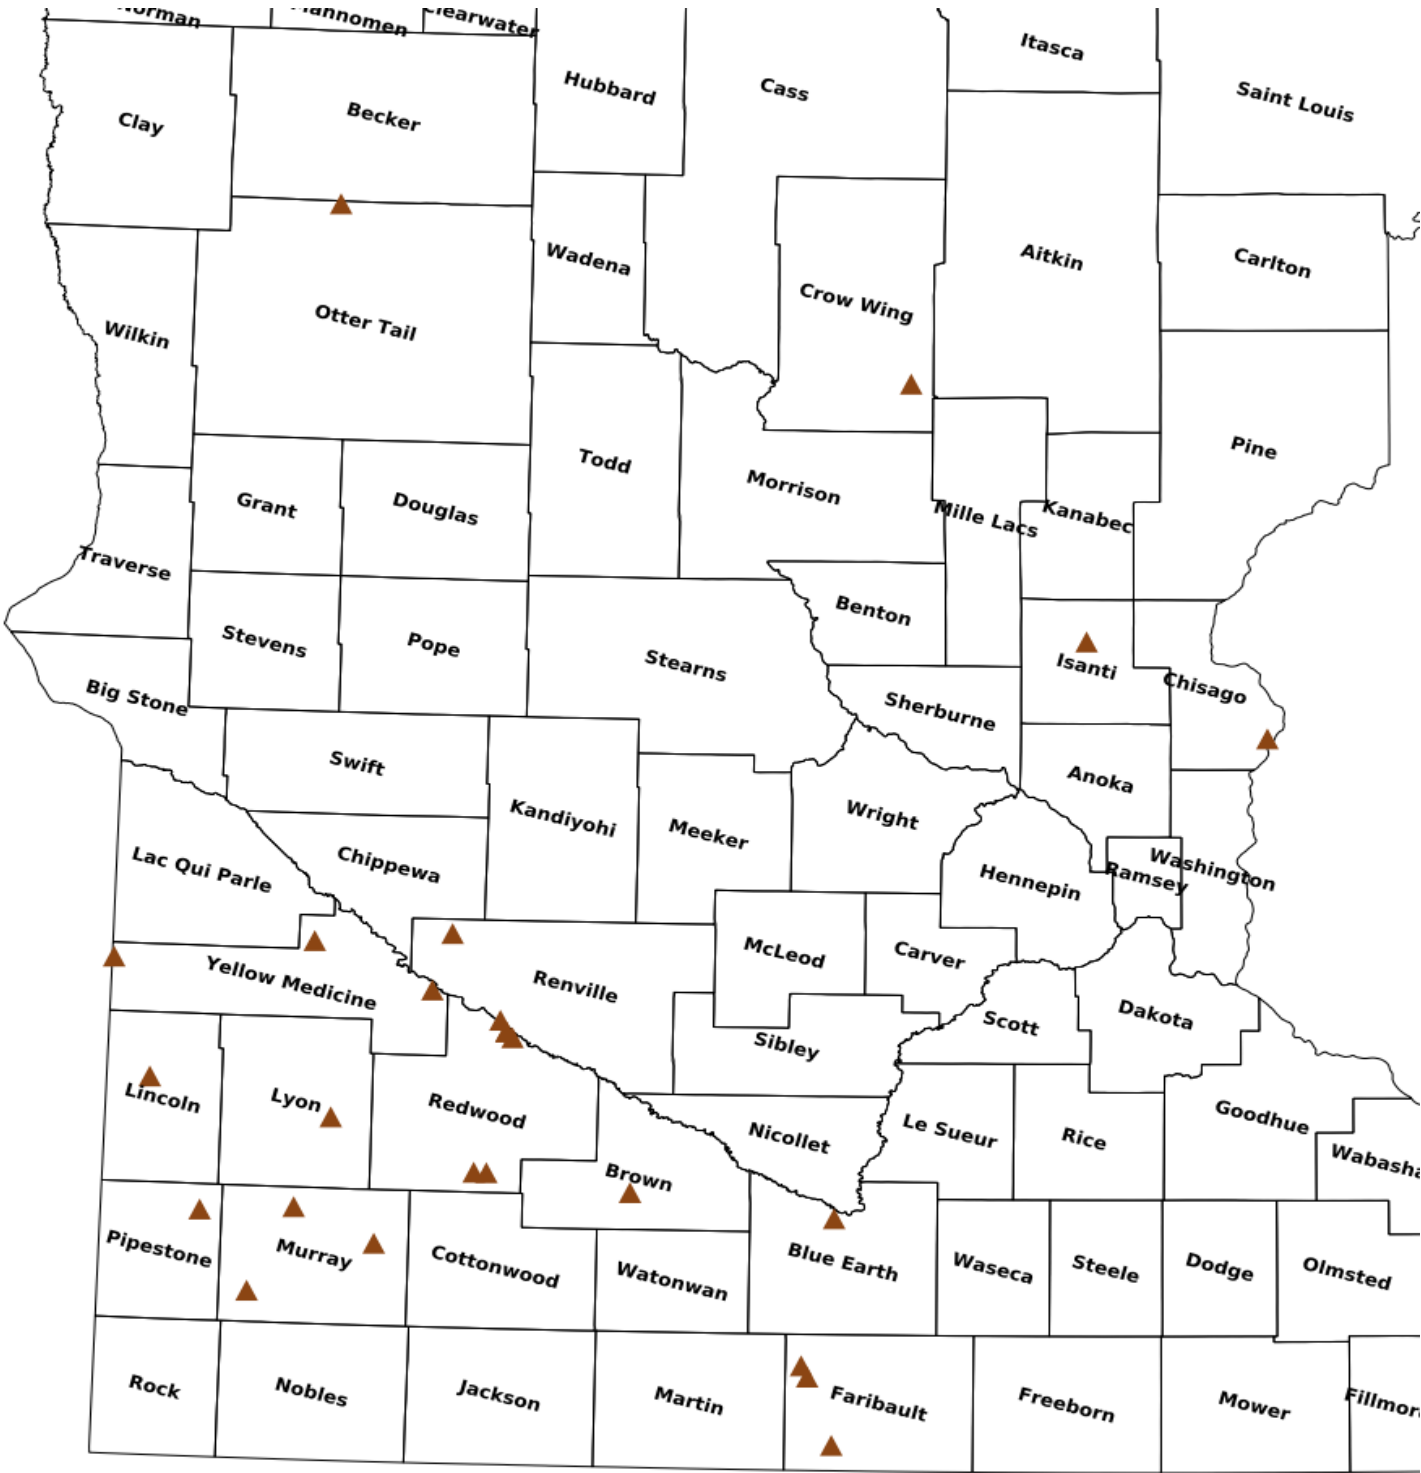 Norman
Mahnomen
Clearwater
Itasca
Hubbard
Cass
Saint Louis
Clay
Becker
Wadena
Aitkin
Carlton
Crow Wing
Otter Tail
Wilkin
Pine
Todd
Morrison
Grant
Douglas
Mille Lacs
Kanabec
Traverse
Benton
Stevens
Pope
Stearns
Isanti
Chisago
Big Stone
Sherburne
Swift
Anoka
Kandiyohi
Wright
Meeker
Lac Qui Parle
Chippewa
Hennepin
Ramsey
Washington
McLeod
Carver
Yellow Medicine
Renville
Scott
Dakota
Sibley
Lincoln
Lyon
Redwood
Nicollet
Le Sueur
Rice
Goodhue
Wabasha
Brown
Pipestone
Murray
Cottonwood
Watonwan
Blue Earth
Waseca
Steele
Dodge
Olmsted
Rock
Nobles
Jackson
Martin
Faribault
Freeborn
Mower
Fillmor